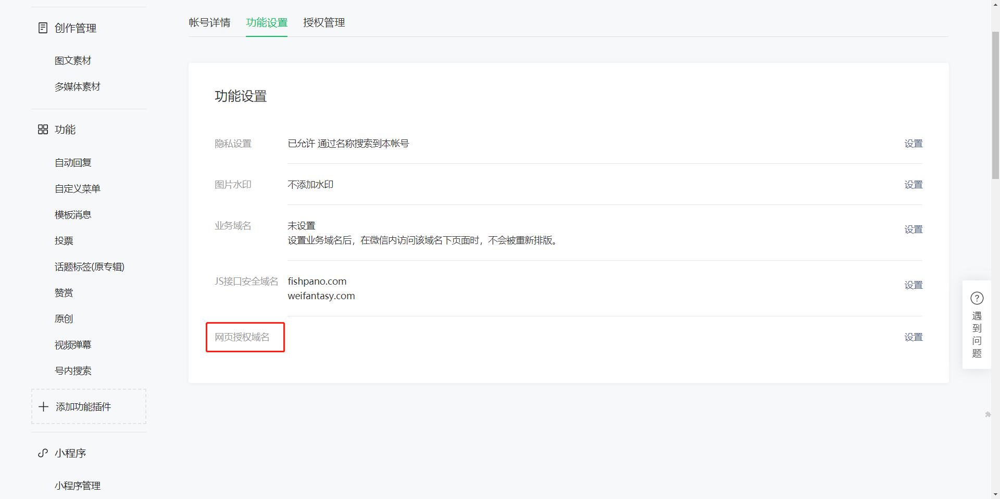 创作管理
图文素材
多媒体素材
功能
自动回复
自定义菜单
模板消息
投票
话题标签(原专辑)
赞赏
原创
视频弹幕
号内搜索
添加功能插件
小程序
小程序管理
帐号详情 功能设置 授权管理
功能设置
隐私设置 已允许 通过名称搜索到本帐号 设置
图片水印 不添加水印 设置
业务域名 未设置 设置
设置业务域名后，在微信内访问该域名下页面时，不会被重新排版。
JS接口安全域名 fishpano.com 设置
weifantasy.com
网页授权域名 设置
遇到问题